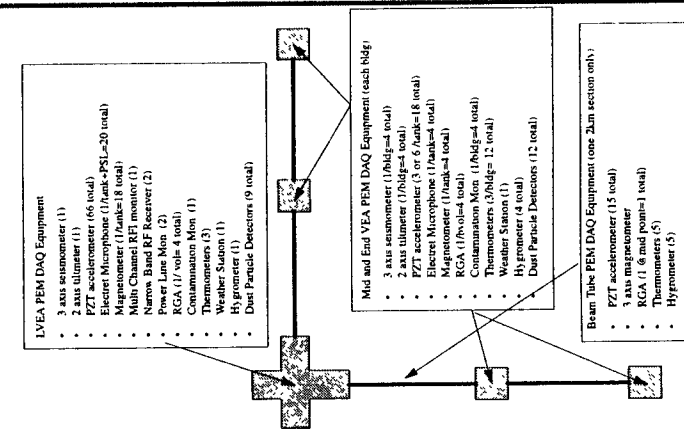 LVEA PEM DAQ Equipment
• 3 axis seismometer (1)
• 2 axis tiltmeter (1)
• PZT accelerometer (66 total)
• Electret Microphone (1/tank+PSL=20 total)
• Magnetometer (1/tank=18 total)
• Multi Channel RFI monitor (1)
• Narrow Band RF Receiver (2)
• Power Line Mon (2)
• RGA (1/ vol= 4 total)
• Contamination Mon (1)
• Thermometers (3)
• Weather Station (1)
• Hygrometer (1)
• Dust Particle Detectors (9 total)
Mid and End VEA PEM DAQ Equipment (each bldg)
• 3 axis seismometer (1/bldg=4 total)
• 2 axis tiltmeter (1/bldg=4 total)
• PZT accelerometer (3 or 6 /tank=18 total)
• Electret Microphone (1/tank=4 total)
• Magnetometer (1/tank=4 total)
• RGA (1/vol=4 total)
• Contamination Mon (1/bldg=4 total)
• Thermometers (3/bldg= 12 total)
• Weather Station (1)
• Hygrometer (4 total)
• Dust Particle Detectors (12 total)
Beam Tube PEM DAQ Equipment (one 2km section only)
• PZT accelerometer (15 total)
• 3 axis magnetometer
• RGA (1 @ mid point=1 total)
• Thermometers (5)
• Hygrometer (5)